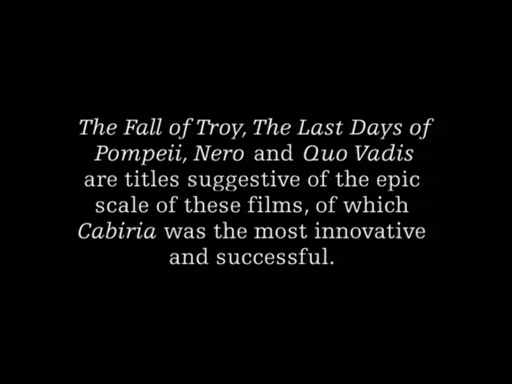 The Fall of Troy, The Last Days of
Pompeii, Nero and Quo Vadis
are titles suggestive of the epic
scale of these films, of which
Cabiria was the most innovative
and successful.